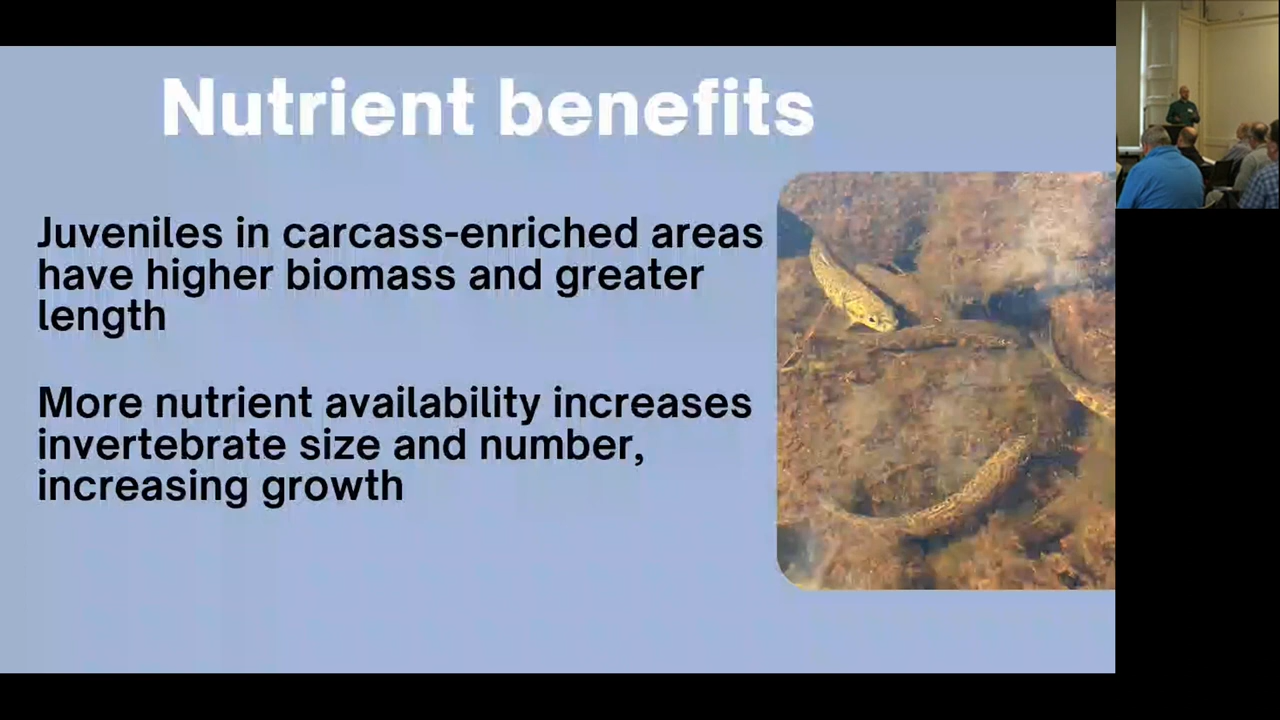 Nutrient benefits
Juveniles in carcass-enriched areas
have higher biomass and greater
length
More nutrient availability increases
invertebrate size and number,
increasing growth